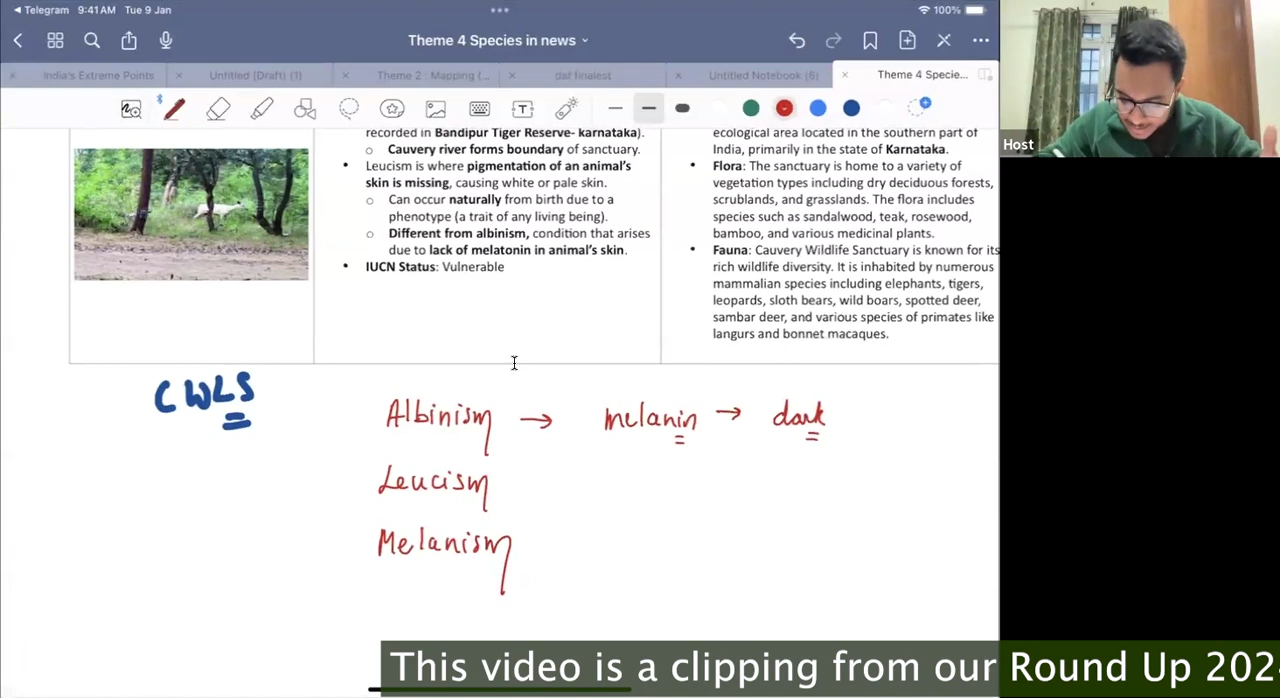 Telegram 9:41 AM Tue 9 Jan
100%
Theme 4 Species in news
India's Extreme Points
Untitled (Draft) (1)
Theme 2 : Mapping (...
daf finalest
Untitled Notebook (6)
Theme 4 Specie...
Host
recorded in Bandipur Tiger Reserve- karnataka).
○ Cauvery river forms boundary of sanctuary.
• Leucism is where pigmentation of an animal's
skin is missing, causing white or pale skin.
○ Can occur naturally from birth due to a
phenotype (a trait of any living being).
○ Different from albinism, condition that arises
due to lack of melatonin in animal's skin.
• IUCN Status: Vulnerable
ecological area located in the southern part of
India, primarily in the state of Karnataka.
• Flora: The sanctuary is home to a variety of
vegetation types including dry deciduous forests,
scrublands, and grasslands. The flora includes
species such as sandalwood, teak, rosewood,
bamboo, and various medicinal plants.
• Fauna: Cauvery Wildlife Sanctuary is known for its
rich wildlife diversity. It is inhabited by numerous
mammalian species including elephants, tigers,
leopards, sloth bears, wild boars, spotted deer,
sambar deer, and various species of primates like
langurs and bonnet macaques.
CWLS
Albinism → melanin → dark
Leucism
Melanism
This video is a clipping from our Round Up 202